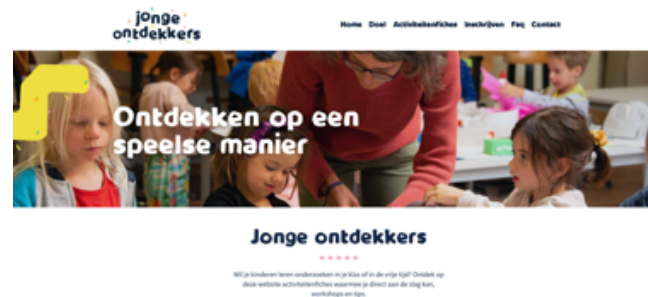 jonge
ontdekkers
Home Doel Activiteitenfiches Inschrijven Faq Contact
Ontdekken op een
speelse manier
Jonge ontdekkers
Wil je kinderen leren onderzoeken in je klas of in de vrije tijd? Ontdek op
deze website activiteitenfiches waarmee je direct aan de slag kan,
workshops en tips.